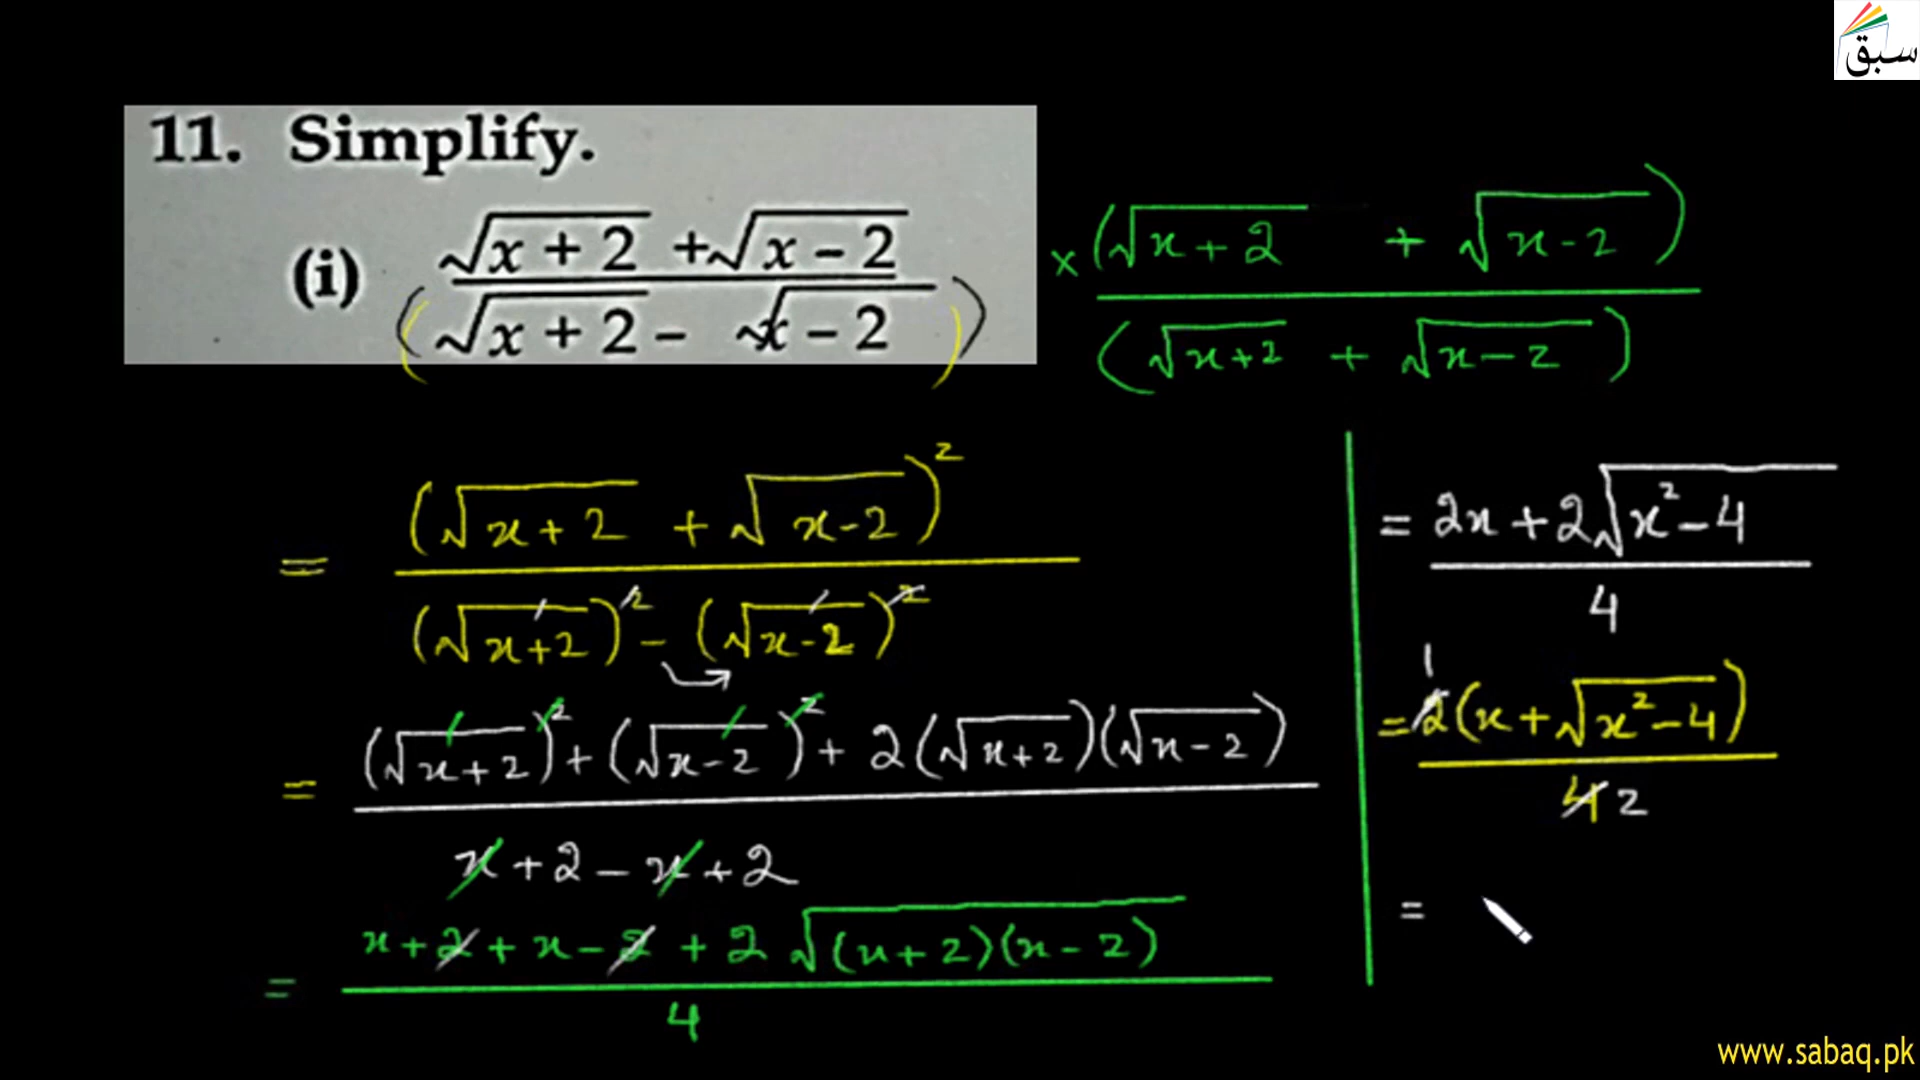 سبق
11. Simplify.
(i) (√(x + 2) + √(x - 2)) / (√(x + 2) - √(x - 2)) × (√(x+2) + √(x-2)) / (√(x+2) + √(x-2))
= (√(x+2) + √(x-2))² / ((√(x+2))² - (√(x-2))²)
= ((√(x+2))² + (√(x-2))² + 2(√(x+2))(√(x-2))) / (x+2-x+2)
= (x+2+x-2+2√((x+2)(x-2))) / 4
= (2x+2√(x²-4)) / 4
1
= 2(x+√(x²-4)) / 4 2
=
www.sabaq.pk